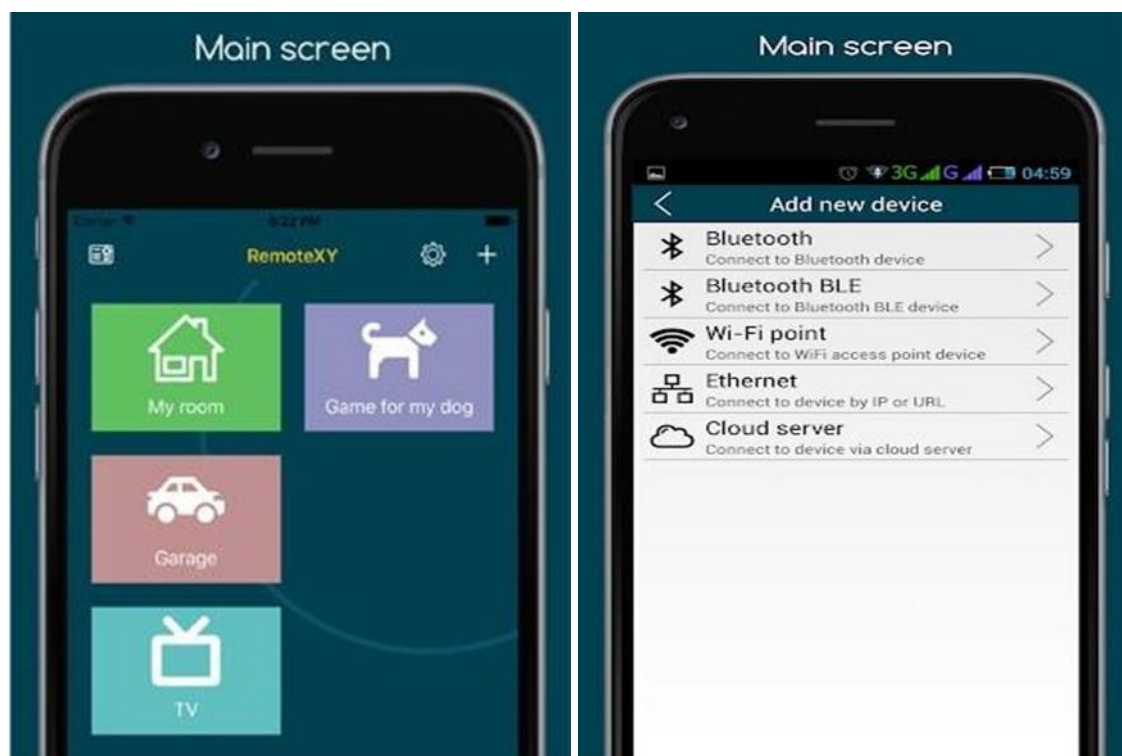 Main screen
RemoteXY
My room
Game for my dog
Garage
TV
Main screen
3G G 04:59
Add new device
Bluetooth
Connect to Bluetooth device
Bluetooth BLE
Connect to Bluetooth BLE device
Wi-Fi point
Connect to WiFi access point device
Ethernet
Connect to device by IP or URL
Cloud server
Connect to device via cloud server